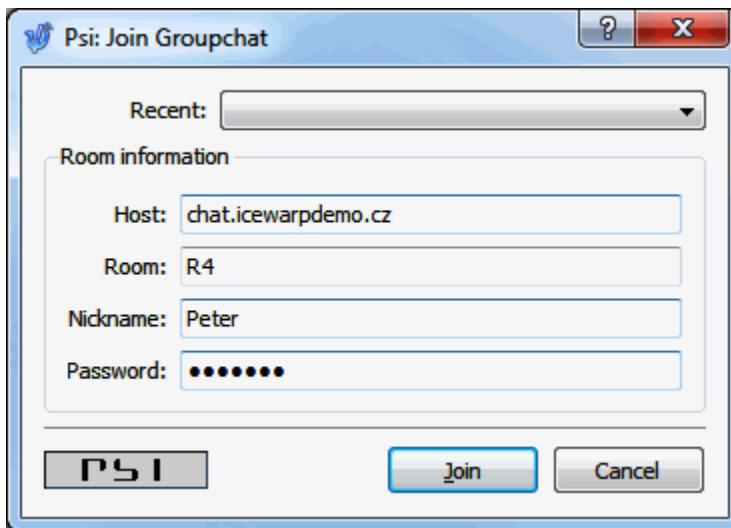 Psi: Join Groupchat
Recent:
Room information
Host: chat.icewarpdemo.cz
Room: R4
Nickname: Peter
Password: •••••••
PSI
Join Cancel